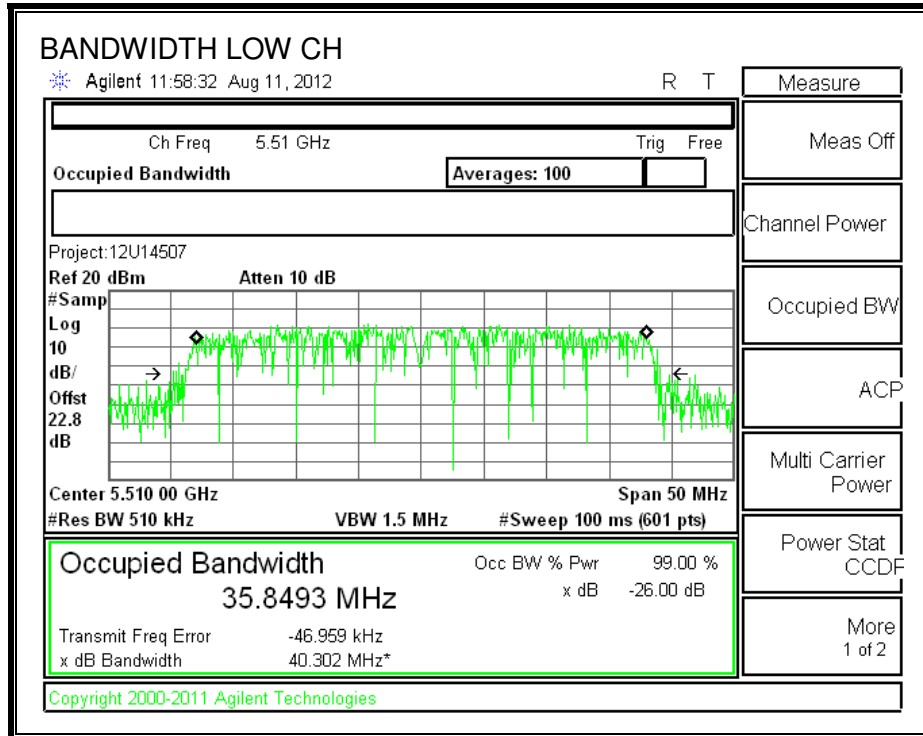 BANDWIDTH LOW CH
Agilent 11:58:32 Aug 11, 2012 R T
Measure
Ch Freq 5.51 GHz Trig Free
Occupied Bandwidth Averages: 100
Project:12U14507
Ref 20 dBm Atten 10 dB
#Samp
Log
10
dB/
Offst
22.8
dB
Center 5.510 00 GHz Span 50 MHz
#Res BW 510 kHz VBW 1.5 MHz #Sweep 100 ms (601 pts)
Occupied Bandwidth Occ BW % Pwr 99.00 %
35.8493 MHz x dB -26.00 dB
Transmit Freq Error -46.959 kHz
x dB Bandwidth 40.302 MHz*
Copyright 2000-2011 Agilent Technologies
Meas Off
Channel Power
Occupied BW
ACP
Multi Carrier
Power
Power Stat
CCDF
More
1 of 2